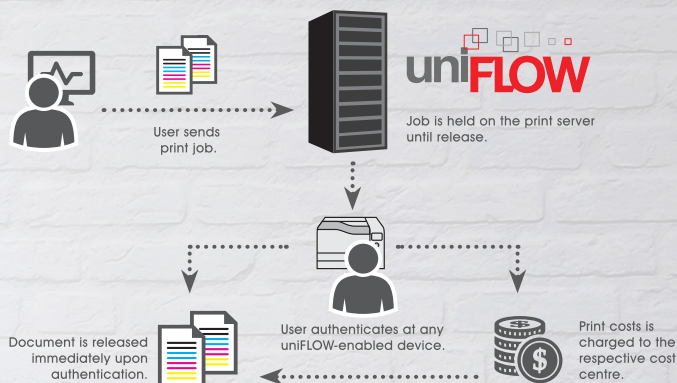 uniFLOW
User sends
print job.
Job is held on the print server
until release.
Document is released
immediately upon
authentication.
User authenticates at any
uniFLOW-enabled device.
$
$
Print costs is
charged to the
respective cost
centre.